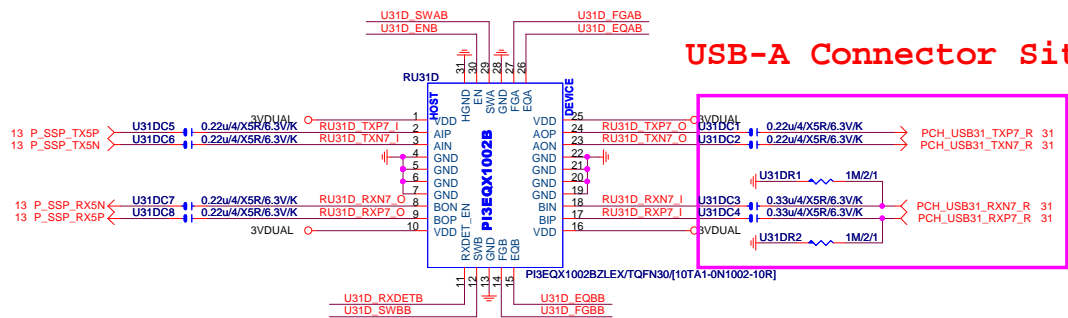 U31D_SWAB
U31D_ENB
U31D_FGAB
U31D_EQAB
USB-A Connector Sit
31 30 29 28 27 26
RU31D
HOST
HGND
EN
SWA
GND
FGA
EQA
DEVICE
PI3EQX1002B
3VDUAL 1 VDD VDD 25 3VDUAL
13 P_SSP_TX5P U31DC5 0.22u/4/X5R/6.3V/K RU31D_TXP7_I 2 AIP AOP 24 RU31D_TXP7_O U31DC1 0.22u/4/X5R/6.3V/K PCH_USB31_TXP7_R 31
13 P_SSP_TX5N U31DC6 0.22u/4/X5R/6.3V/K RU31D_TXN7_I 3 AIN AON 23 RU31D_TXN7_O U31DC2 0.22u/4/X5R/6.3V/K PCH_USB31_TXN7_R 31
4 GND GND 22
5 GND GND 21
6 GND GND 20
7 GND GND 19
U31DR1 1M/2/1
13 P_SSP_RX5N U31DC7 0.22u/4/X5R/6.3V/K RU31D_RXN7_O 8 BON BIN 18 RU31D_RXN7_I U31DC3 0.33u/4/X5R/6.3V/K PCH_USB31_RXN7_R 31
13 P_SSP_RX5P U31DC8 0.22u/4/X5R/6.3V/K RU31D_RXP7_O 9 BOP BIP 17 RU31D_RXP7_I U31DC4 0.33u/4/X5R/6.3V/K PCH_USB31_RXP7_R 31
3VDUAL 10 VDD VDD 16 3VDUAL
U31DR2 1M/2/1
RXDET_EN
SWB
GND
FGB
EQB
PI3EQX1002BZLEX/TQFN30/[10TA1-0N1002-10R]
11 12 13 14 15
U31D_RXDETB
U31D_SWBB
U31D_EQBB
U31D_FGBB